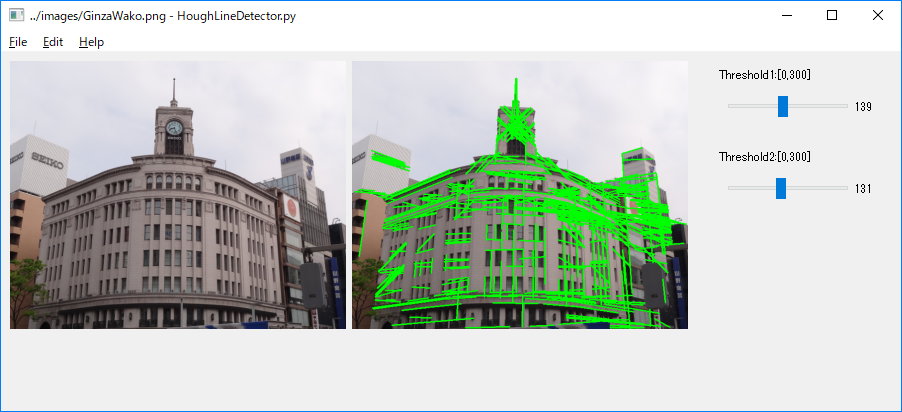 ../images/GinzaWako.png - HoughLineDetector.py
File Edit Help
Threshold1:[0,300]
139
Threshold2:[0,300]
131
SEIKO